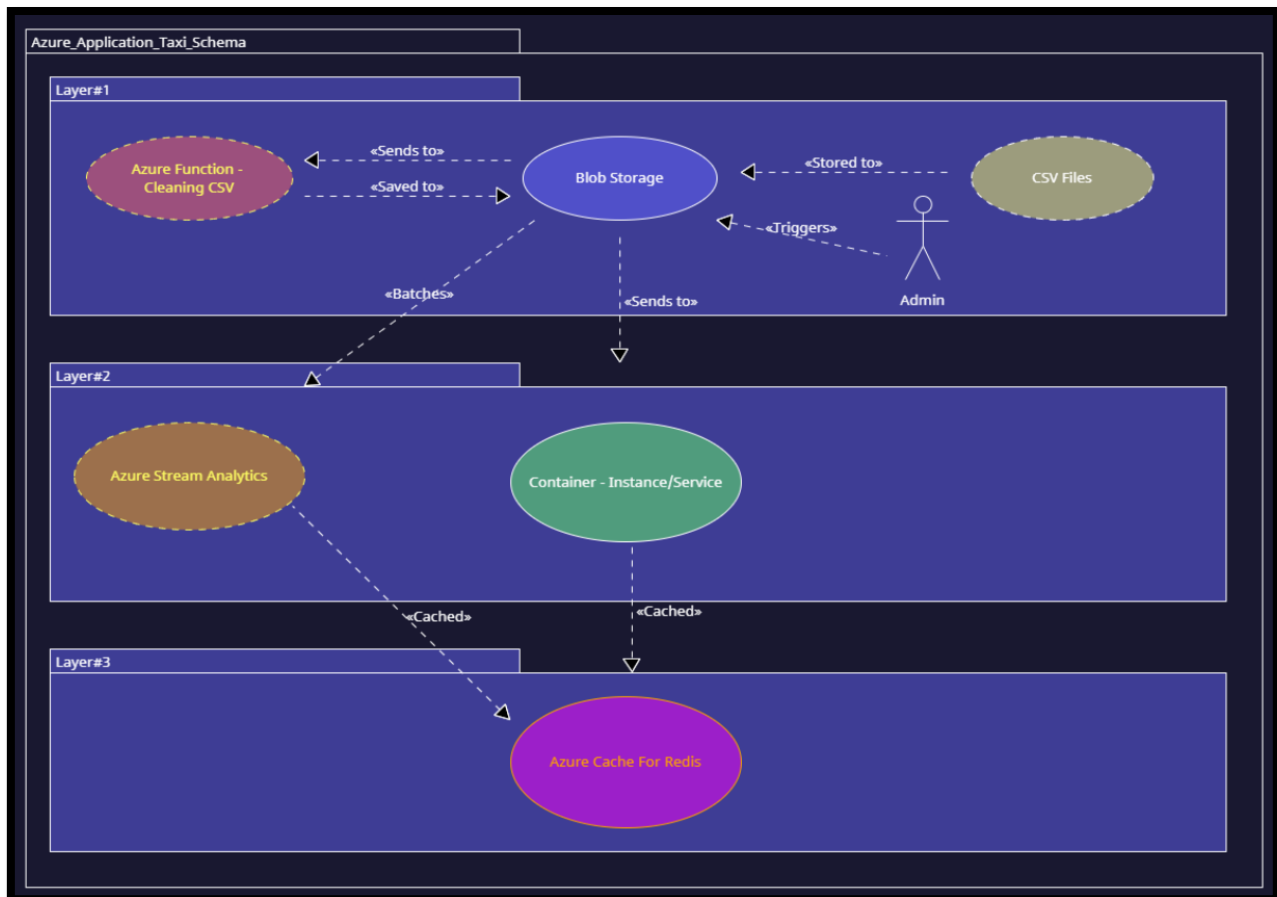 Azure_Application_Taxi_Schema
Layer#1
Azure Function -
Cleaning CSV
«Sends to»
«Saved to»
Blob Storage
«Stored to»
CSV Files
«Triggers»
Admin
«Batches»
«Sends to»
Layer#2
Azure Stream Analytics
Container - Instance/Service
«Cached»
«Cached»
Layer#3
Azure Cache For Redis